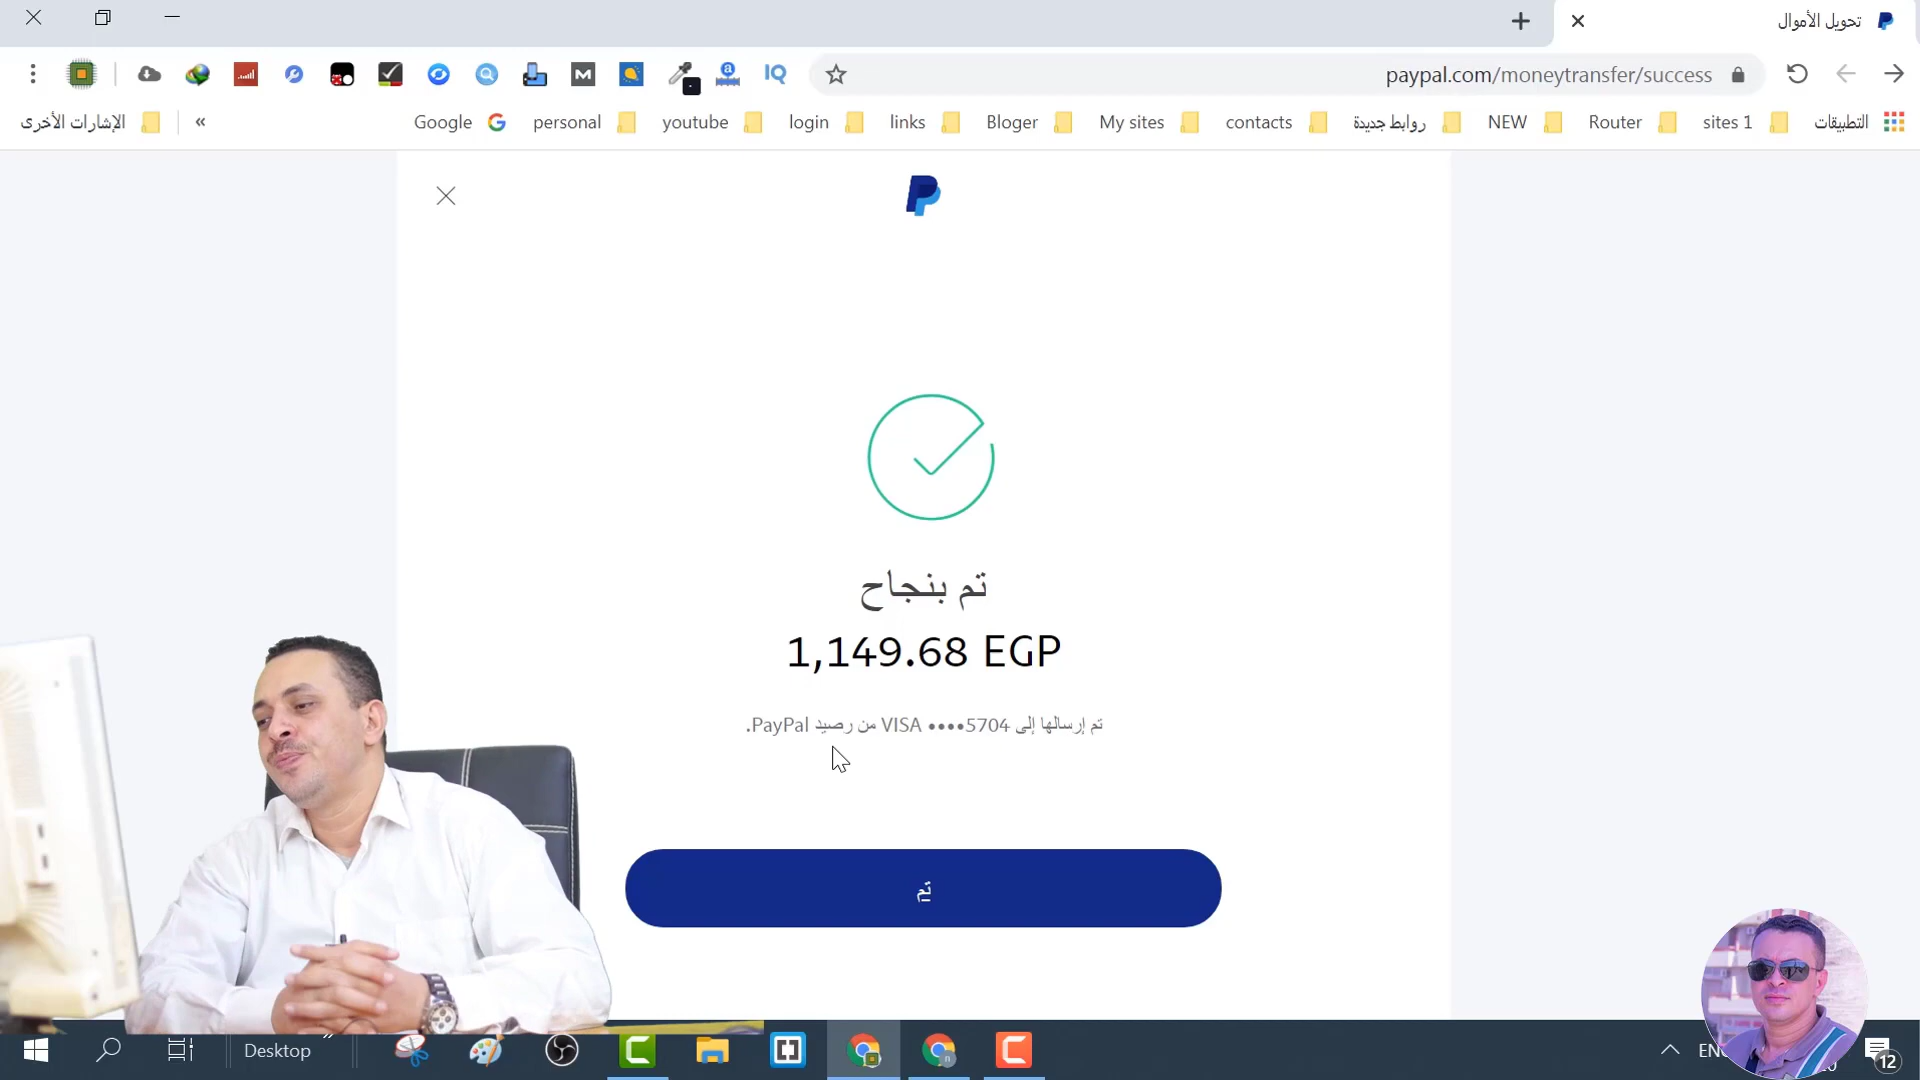 تحويل الأموال
paypal.com/moneytransfer/success
IQ
a
M
التطبيقات
sites 1
Router
NEW
روابط جديدة
contacts
My sites
Bloger
links
login
youtube
personal
Google
»
الإشارات الأخرى
تم بنجاح
1,149.68 EGP
تم إرسالها إلى VISA ••••5704 من رصيد PayPal.
تم
Desktop
12